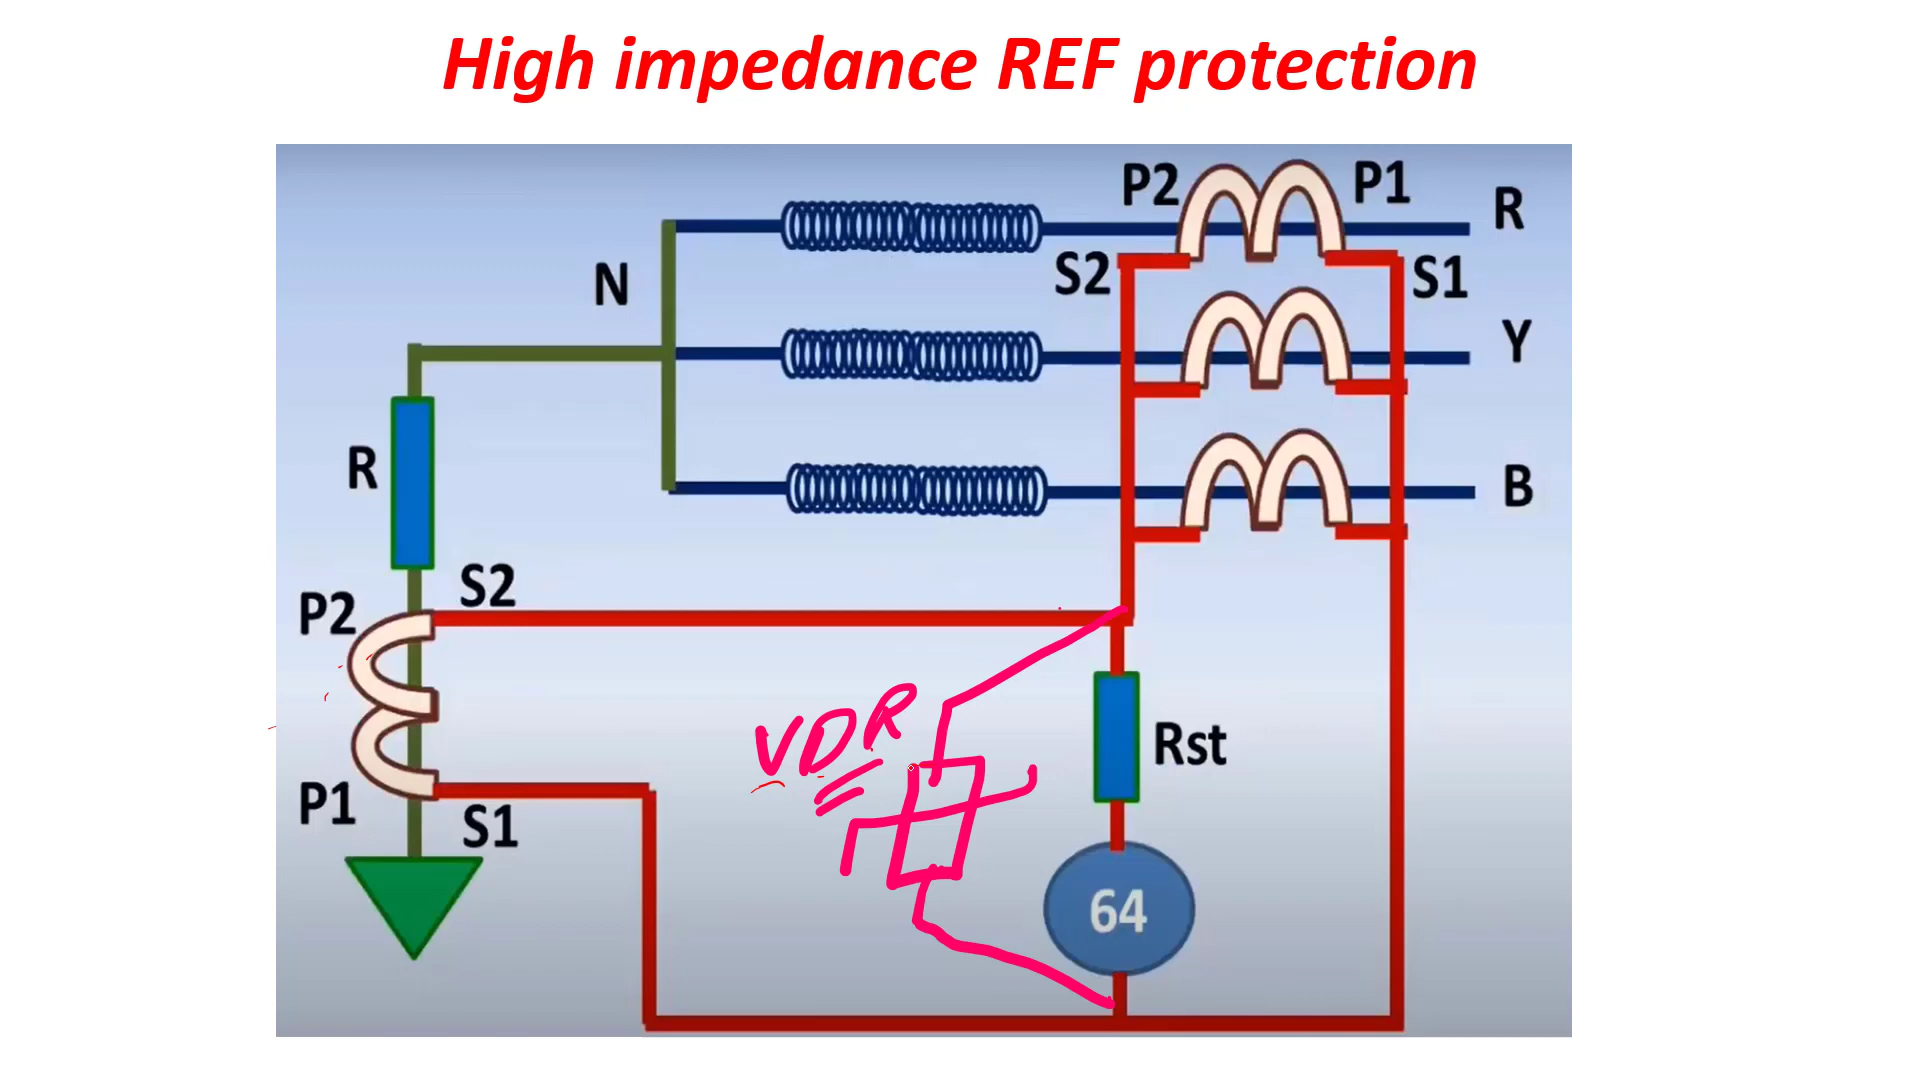 High impedance REF protection
P2 P1 R
N S2 S1
Y
R B
S2
P2
VDR Rst
P1 S1
64